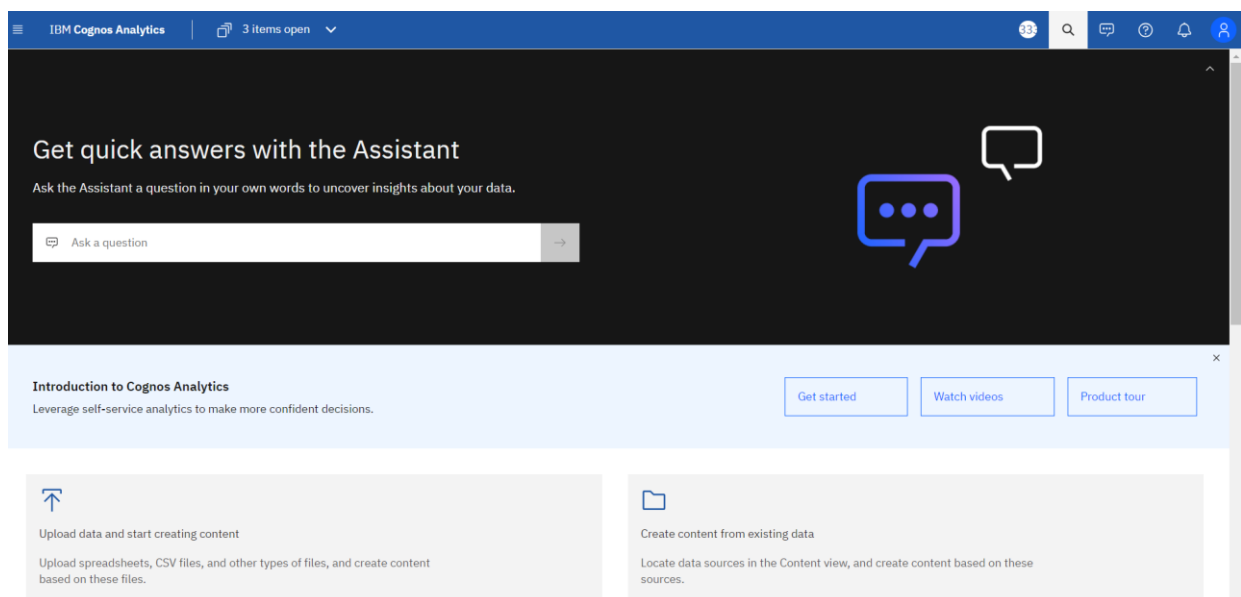 IBM Cognos Analytics
3 items open
Get quick answers with the Assistant
Ask the Assistant a question in your own words to uncover insights about your data.
Ask a question
Introduction to Cognos Analytics
Leverage self-service analytics to make more confident decisions.
Get started
Watch videos
Product tour
Upload data and start creating content
Upload spreadsheets, CSV files, and other types of files, and create content
based on these files.
Create content from existing data
Locate data sources in the Content view, and create content based on these
sources.